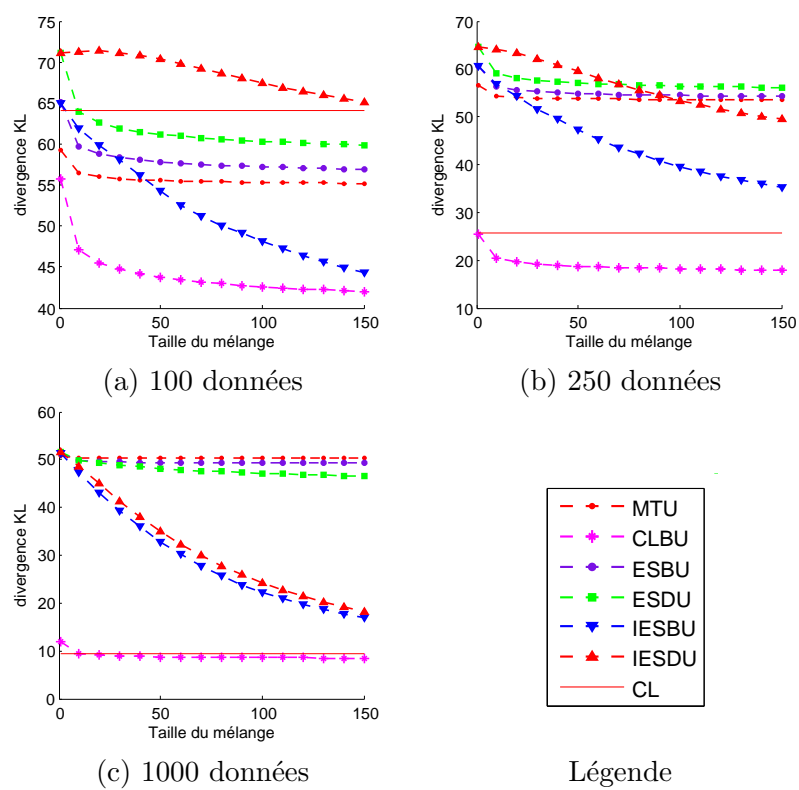 75
70
65
60
55
50
45
40
0 50 100 150
divergence KL
Taille du mélange
(a) 100 données
70
60
50
40
30
20
10
0 50 100 150
divergence KL
Taille du mélange
(b) 250 données
60
50
40
30
20
10
0
0 50 100 150
divergence KL
Taille du mélange
(c) 1000 données
MTU
CLBU
ESBU
ESDU
IESBU
IESDU
CL
Légende